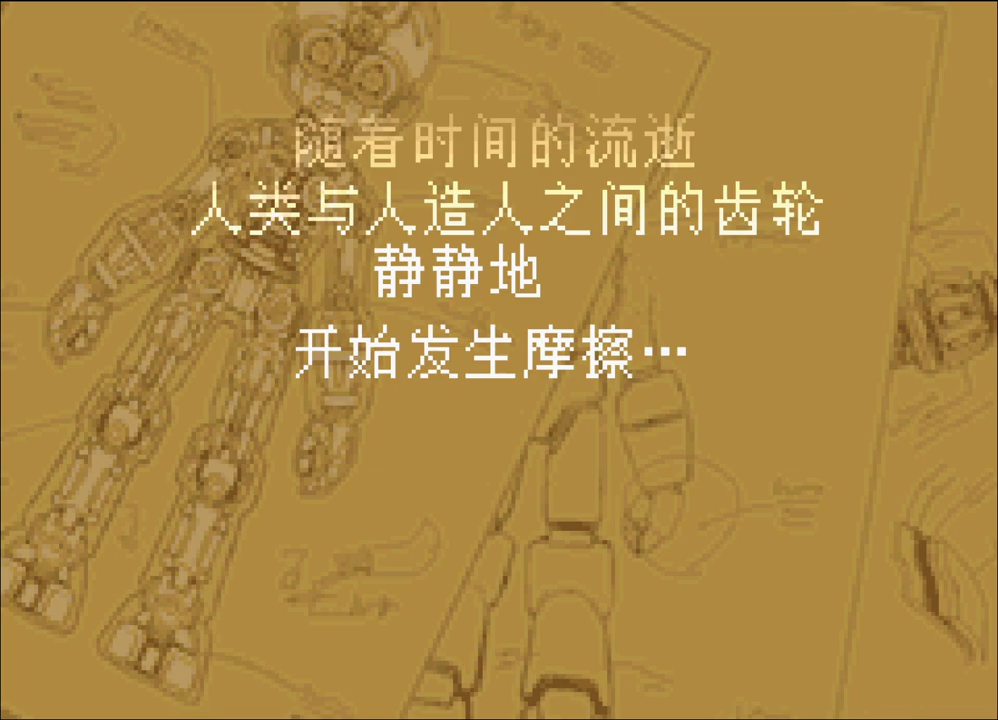 随着时间的流逝
人类与人造人之间的齿轮
静静地
开始发生摩擦…